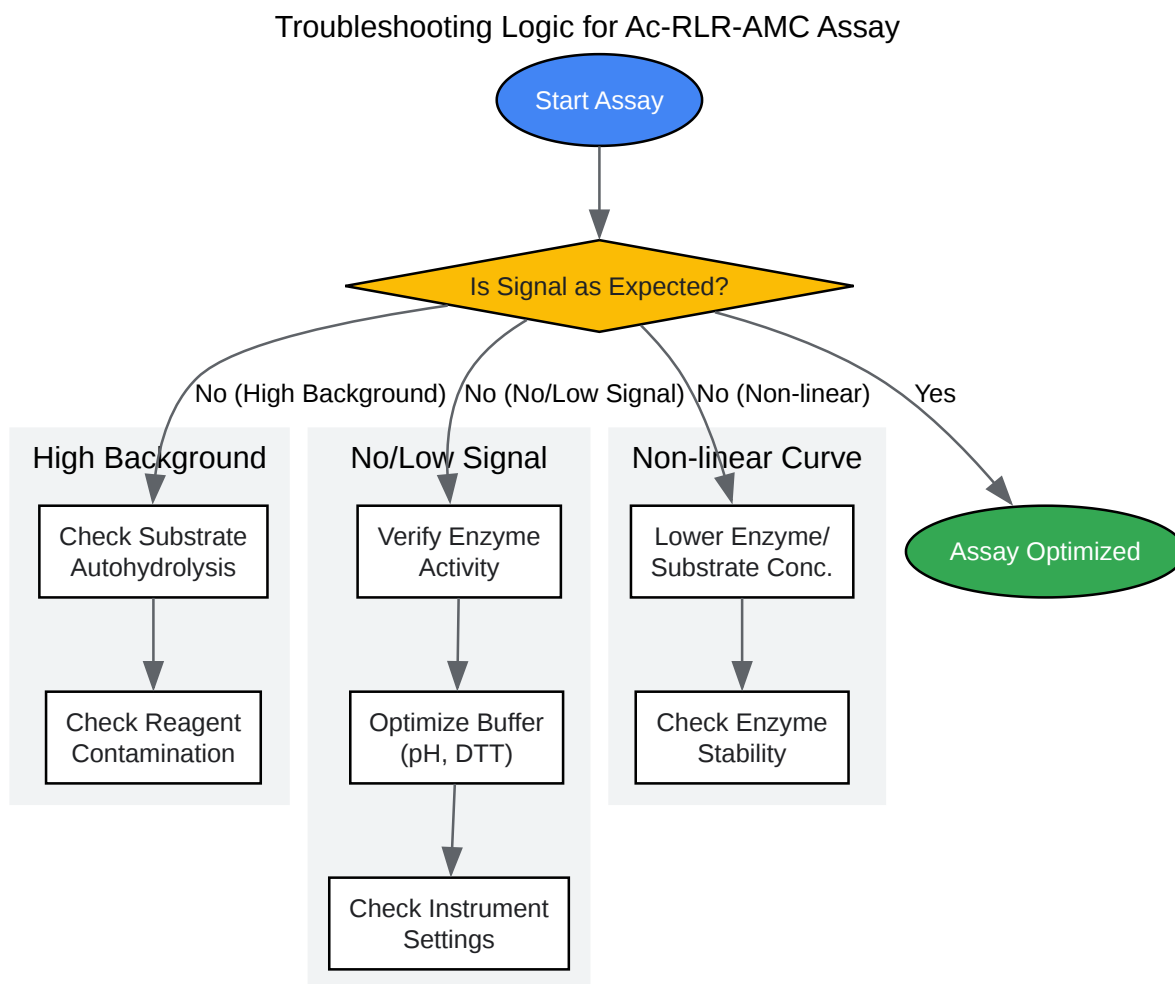 Troubleshooting Logic for Ac-RLR-AMC Assay
Start Assay
Is Signal as Expected?
No (High Background)
No (No/Low Signal)
No (Non-linear)
Yes
High Background
No/Low Signal
Non-linear Curve
Check Substrate
Autohydrolysis
Verify Enzyme
Activity
Lower Enzyme/
Substrate Conc.
Assay Optimized
Check Reagent
Contamination
Optimize Buffer
(pH, DTT)
Check Enzyme
Stability
Check Instrument
Settings